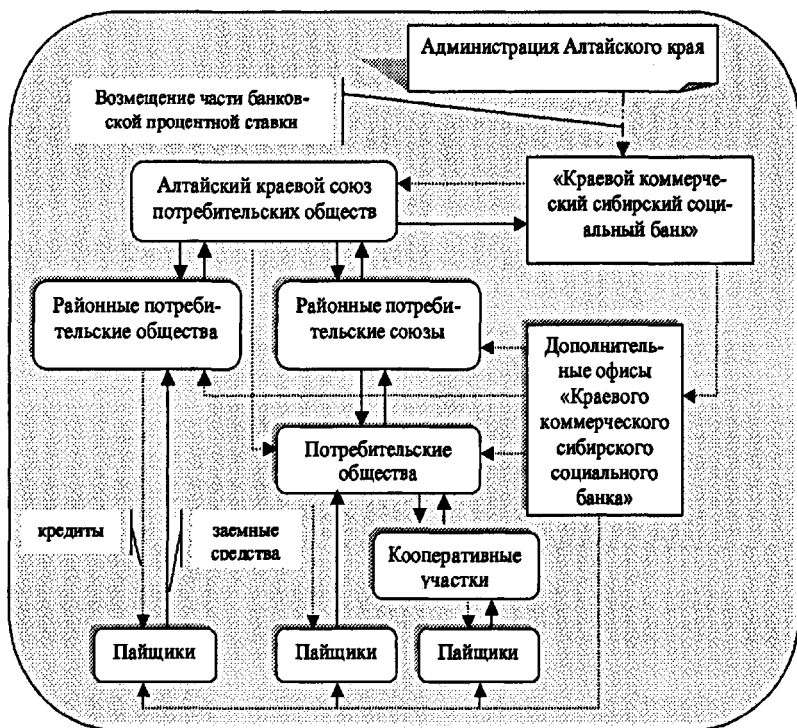 Администрация Алтайского края
Возмещение части банков-
ской процентной ставки
Алтайский краевой союз
потребительских обществ
«Краевой коммерче-
ский сибирский соци-
альный банк»
Районные потреби-
тельские общества
Районные потреби-
тельские союзы
Дополнитель-
ные офисы
«Краевого
коммерческого
сибирского
социального
банка»
Потребительские
общества
кредиты
заемные
средства
Кооперативные
участки
Пайщики
Пайщики
Пайщики